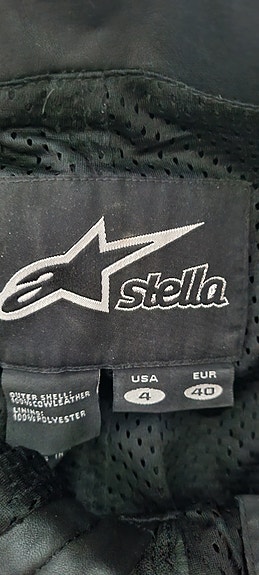 stella
USA
4
EUR
40
OUTER SHELL:
100%COWLEATHER
LINING:
100%POLYESTER